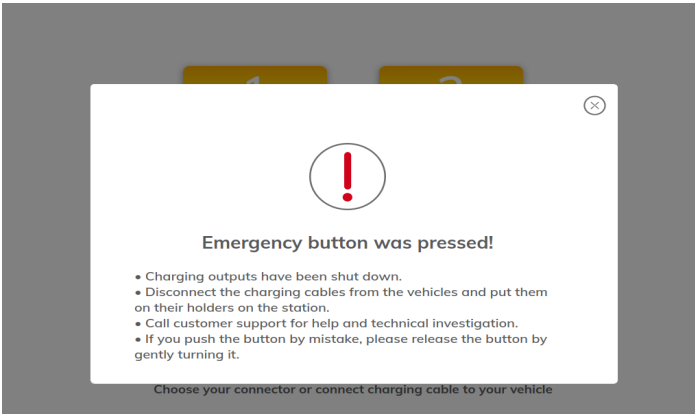 1 2
Emergency button was pressed!
• Charging outputs have been shut down.
• Disconnect the charging cables from the vehicles and put them
on their holders on the station.
• Call customer support for help and technical investigation.
• If you push the button by mistake, please release the button by
gently turning it.
Choose your connector or connect charging cable to your vehicle